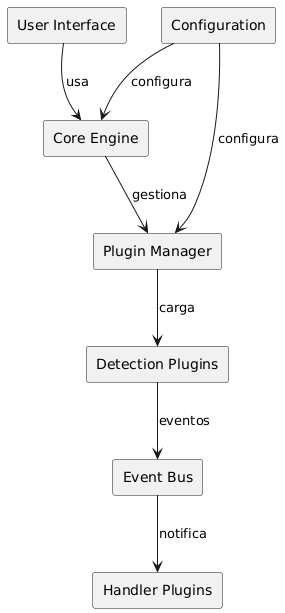 User Interface
Configuration
usa
configura
Core Engine
configura
gestiona
Plugin Manager
carga
Detection Plugins
eventos
Event Bus
notifica
Handler Plugins